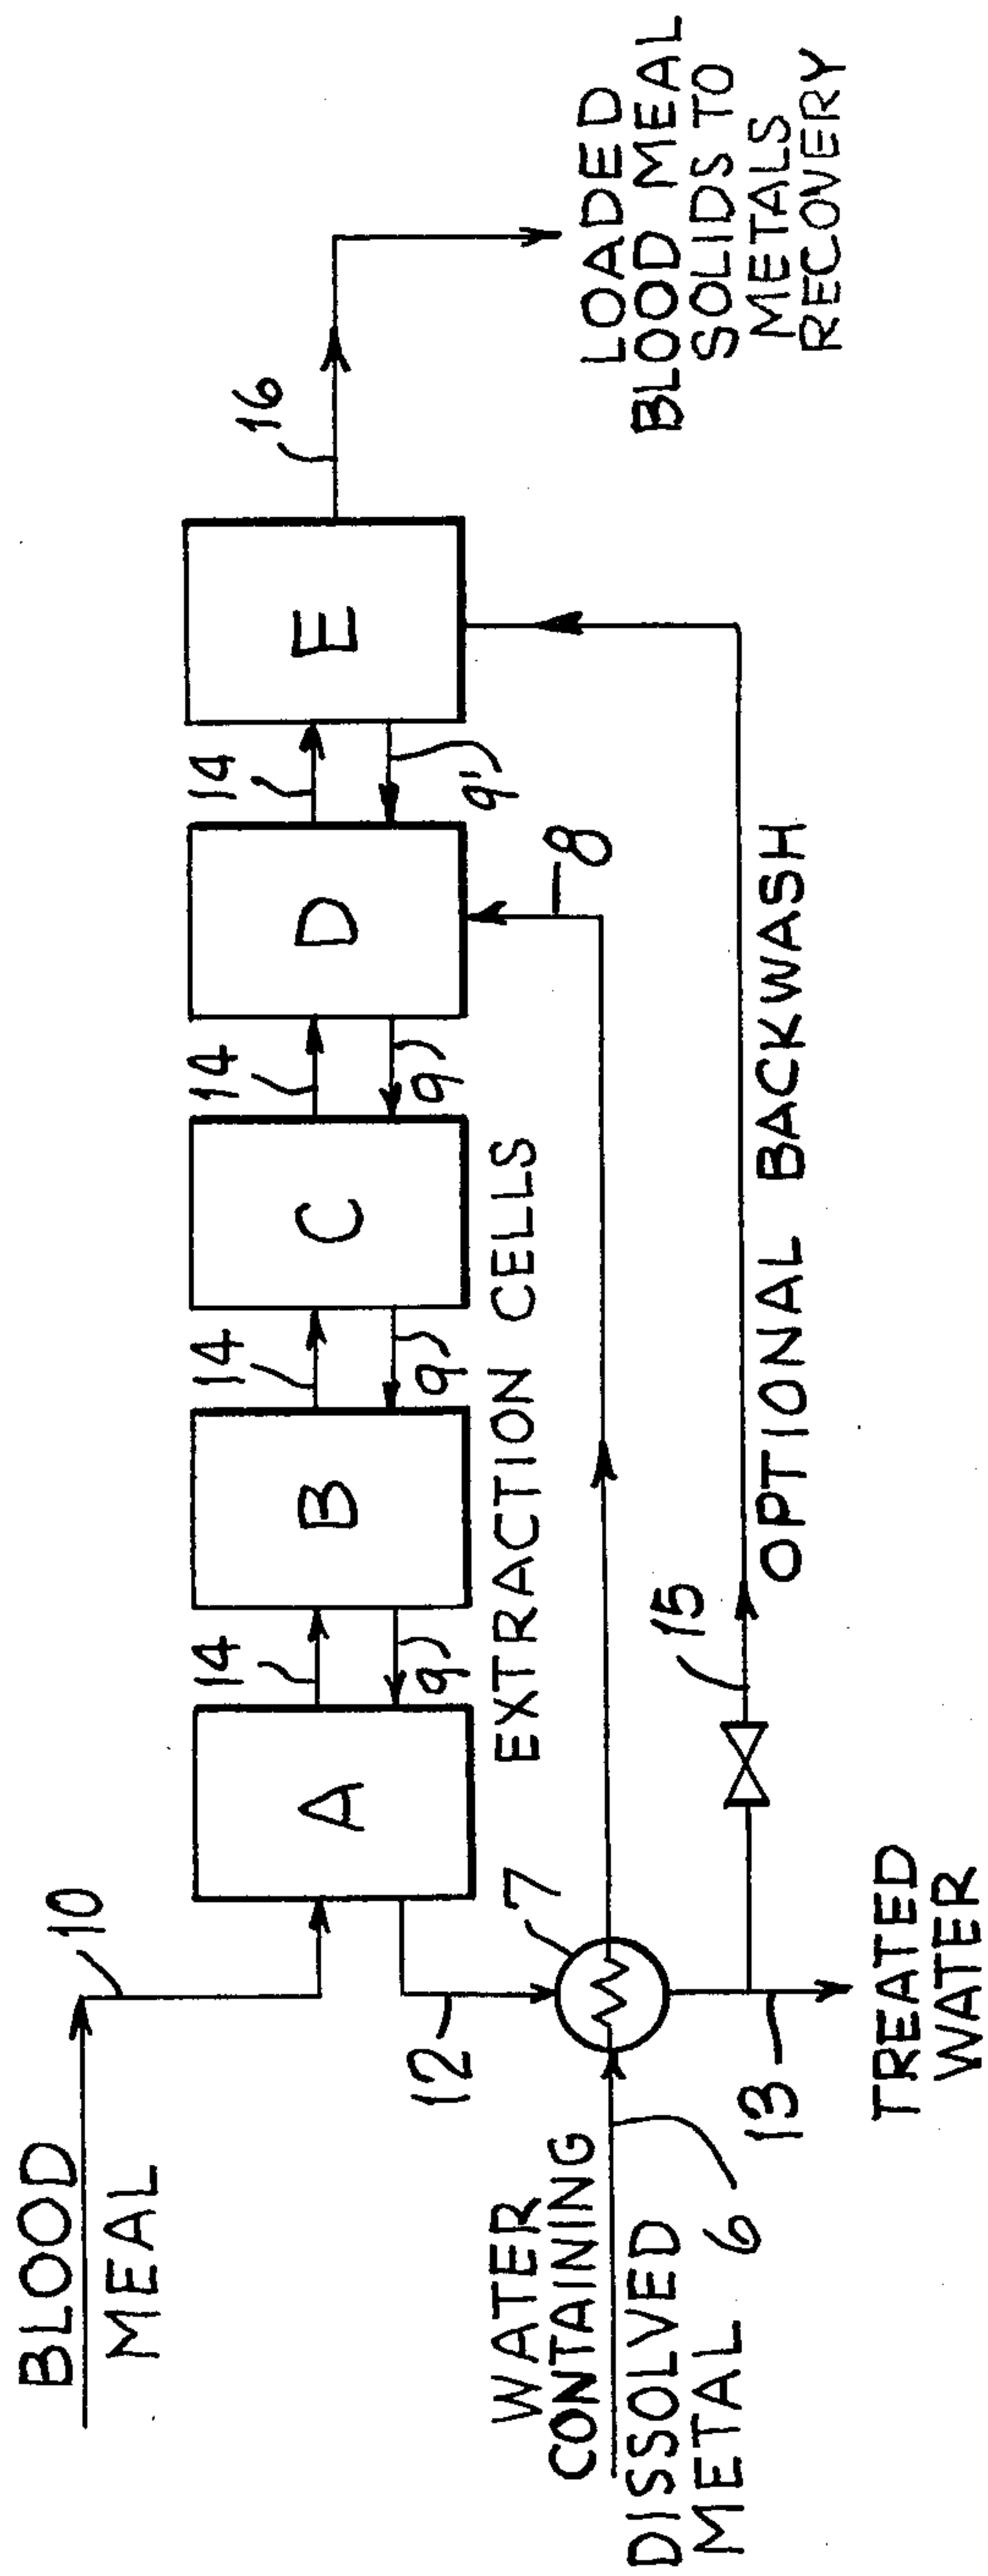 BLOOD
MEAL
10
A
14
9
B
14
9
C
14
9
D
14
9'
E
16
LOADED
BLOOD MEAL
SOLIDS TO
METALS
RECOVERY
EXTRACTION CELLS
12
7
8
WATER
CONTAINING
DISSOLVED
METAL
6
13
TREATED
WATER
15
OPTIONAL BACKWASH